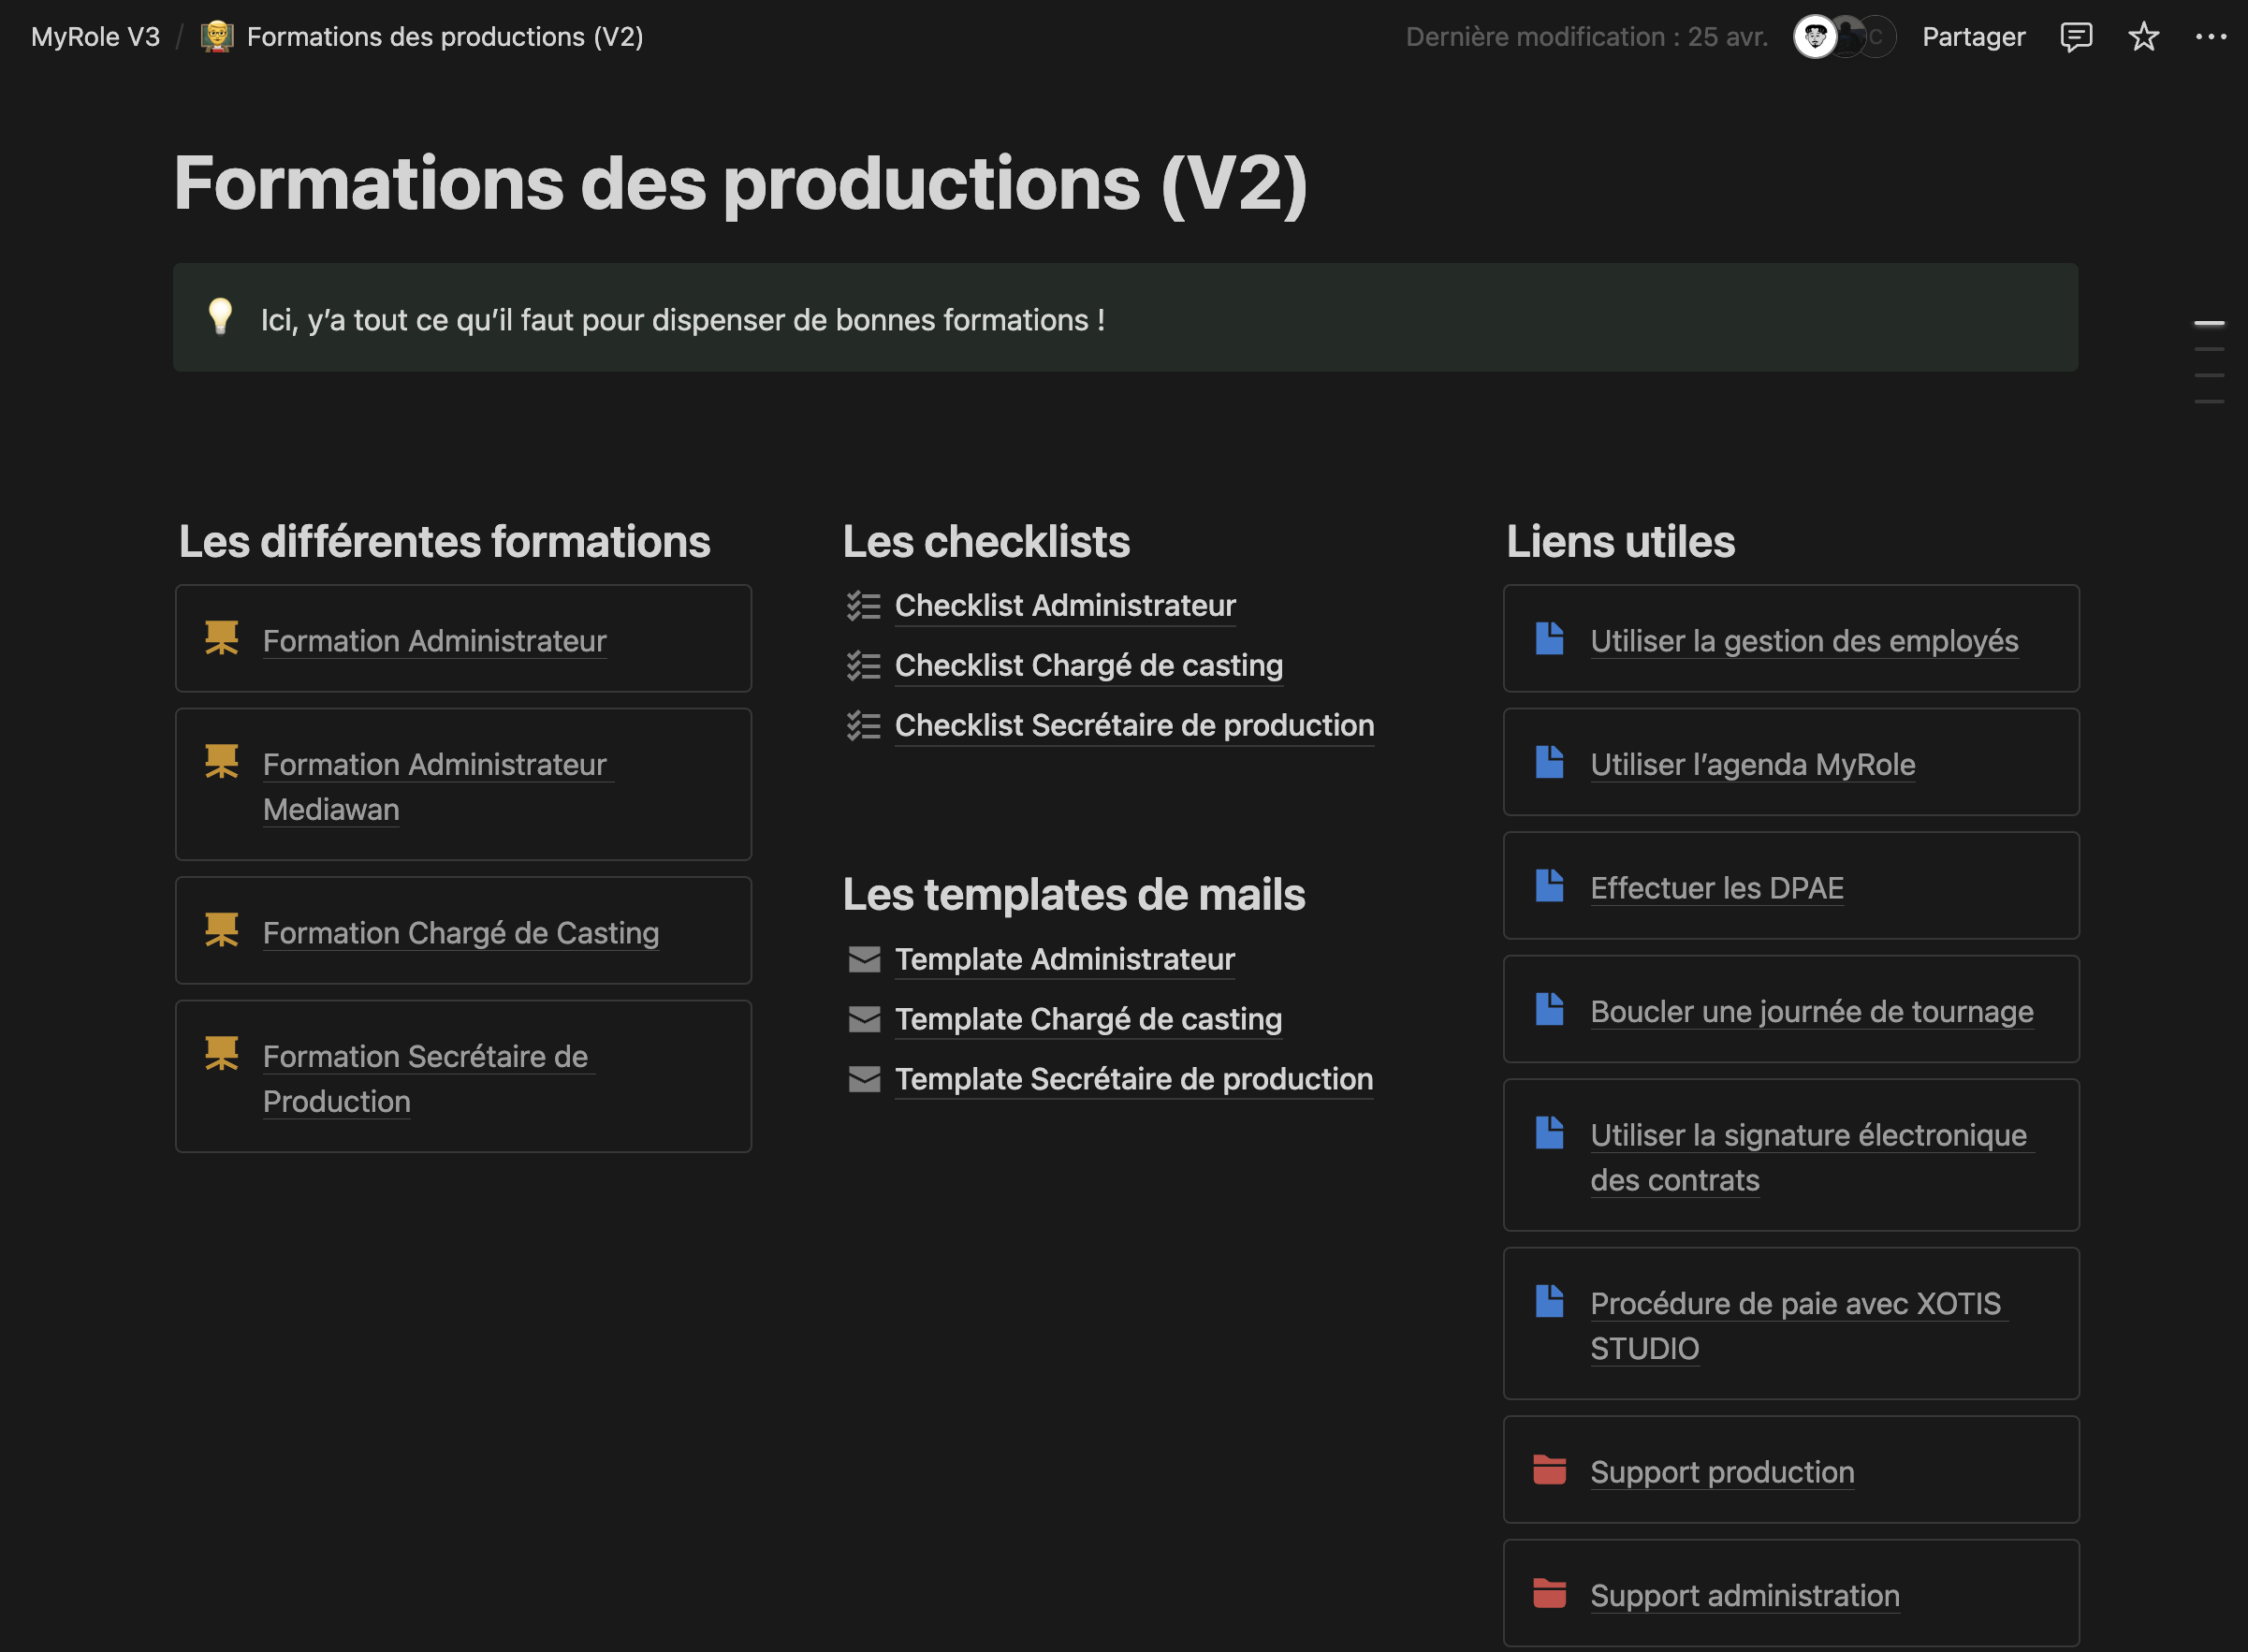 MyRole V3 / Formations des productions (V2)
Dernière modification : 25 avr.
C
Partager
Formations des productions (V2)
Ici, y’a tout ce qu’il faut pour dispenser de bonnes formations !
Les différentes formations
Formation Administrateur
Formation Administrateur
Mediawan
Formation Chargé de Casting
Formation Secrétaire de
Production
Les checklists
Checklist Administrateur
Checklist Chargé de casting
Checklist Secrétaire de production
Les templates de mails
Template Administrateur
Template Chargé de casting
Template Secrétaire de production
Liens utiles
Utiliser la gestion des employés
Utiliser l’agenda MyRole
Effectuer les DPAE
Boucler une journée de tournage
Utiliser la signature électronique
des contrats
Procédure de paie avec XOTIS
STUDIO
Support production
Support administration